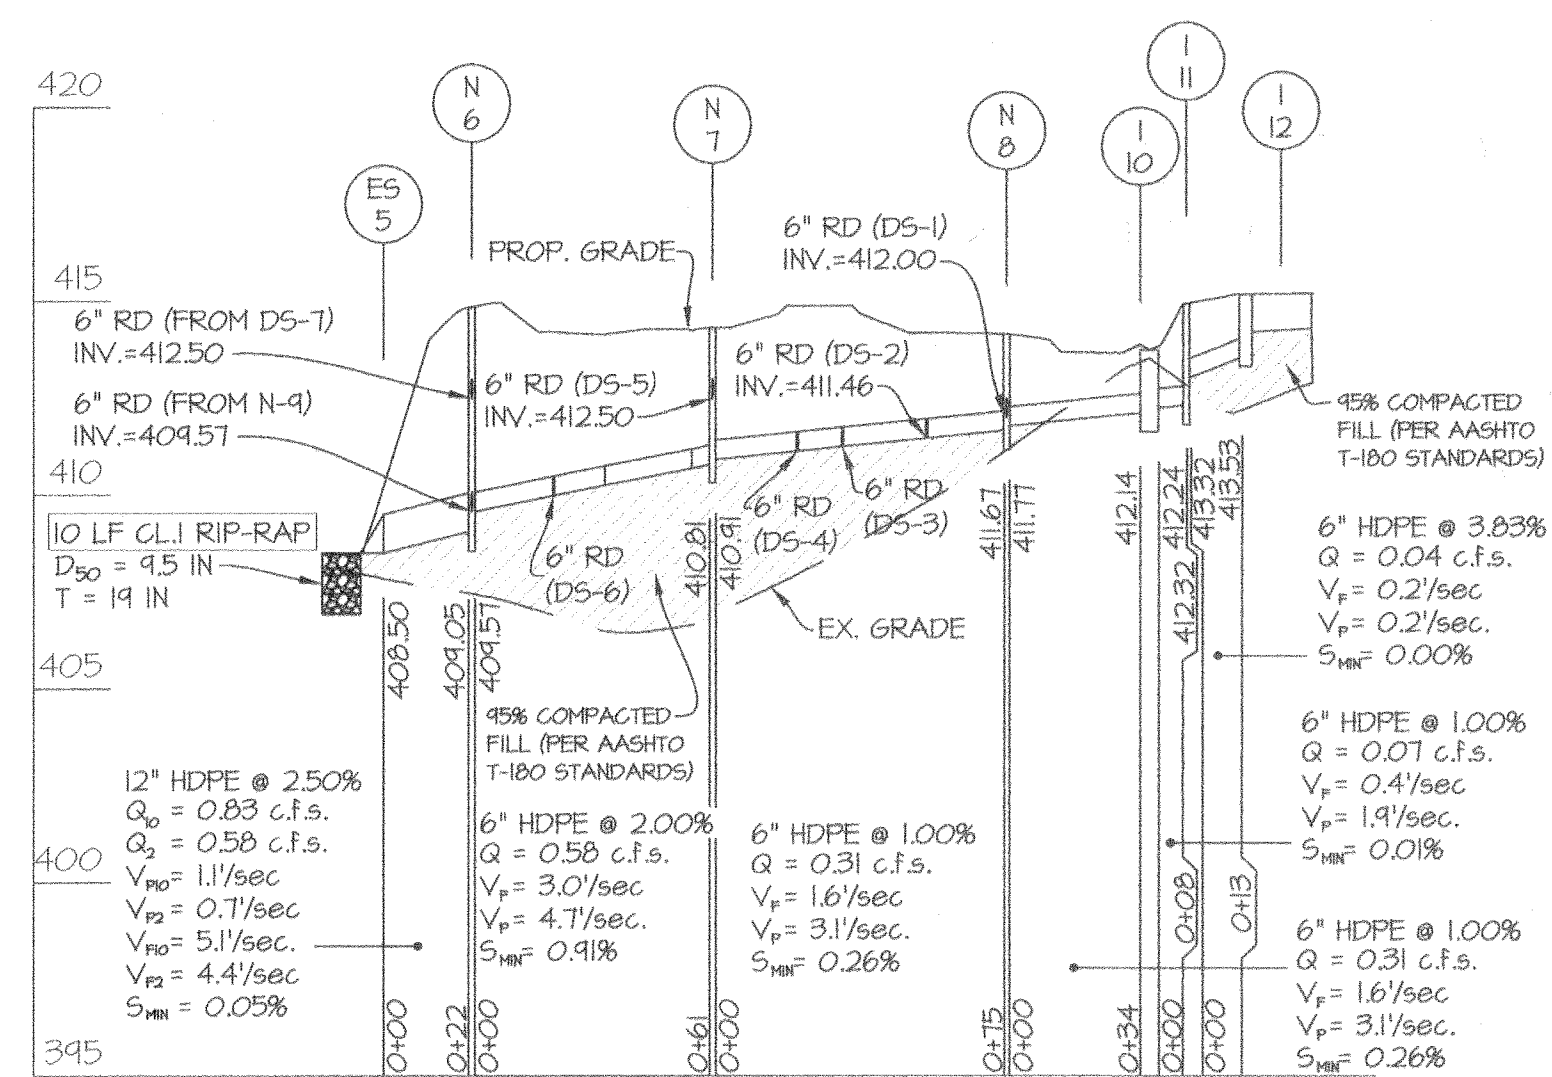 420
415
410
405
400
395
ES
5
N
6
N
7
N
8
I
10
I
11
I
12
PROP. GRADE
6" RD (DS-1)
INV.=412.00
6" RD (FROM DS-7)
INV.=412.50
6" RD (FROM N-9)
INV.=409.57
6" RD (DS-5)
INV.=412.50
6" RD (DS-2)
INV.=411.46
10 LF CL.I RIP-RAP
D50 = 9.5 IN
T = 19 IN
6" RD
(DS-6)
6" RD
(DS-4)
6" RD
(DS-3)
EX. GRADE
95% COMPACTED
FILL (PER AASHTO
T-180 STANDARDS)
95% COMPACTED
FILL (PER AASHTO
T-180 STANDARDS)
408.50
409.05
409.57
410.81
410.91
411.67
411.77
412.14
412.24
412.32
413.32
413.53
12" HDPE @ 2.50%
Q10 = 0.83 c.f.s.
Q2 = 0.58 c.f.s.
VP10= 1.1'/sec
VP2 = 0.7'/sec
VF10= 5.1'/sec.
VF2 = 4.4'/sec
SMIN = 0.05%
6" HDPE @ 2.00%
Q = 0.58 c.f.s.
VF= 3.0'/sec
VP= 4.7'/sec.
SMIN= 0.91%
6" HDPE @ 1.00%
Q = 0.31 c.f.s.
VF= 1.6'/sec
VP= 3.1'/sec.
SMIN= 0.26%
6" HDPE @ 3.83%
Q = 0.04 c.f.s.
VF= 0.2'/sec
VP= 0.2'/sec.
SMIN= 0.00%
6" HDPE @ 1.00%
Q = 0.07 c.f.s.
VF= 0.4'/sec
VP= 1.9'/sec.
SMIN= 0.01%
6" HDPE @ 1.00%
Q = 0.31 c.f.s.
VF= 1.6'/sec
VP= 3.1'/sec.
SMIN= 0.26%
0+00
0+22
0+00
0+61
0+00
0+75
0+00
0+34
0+00
0+08
0+00
0+13